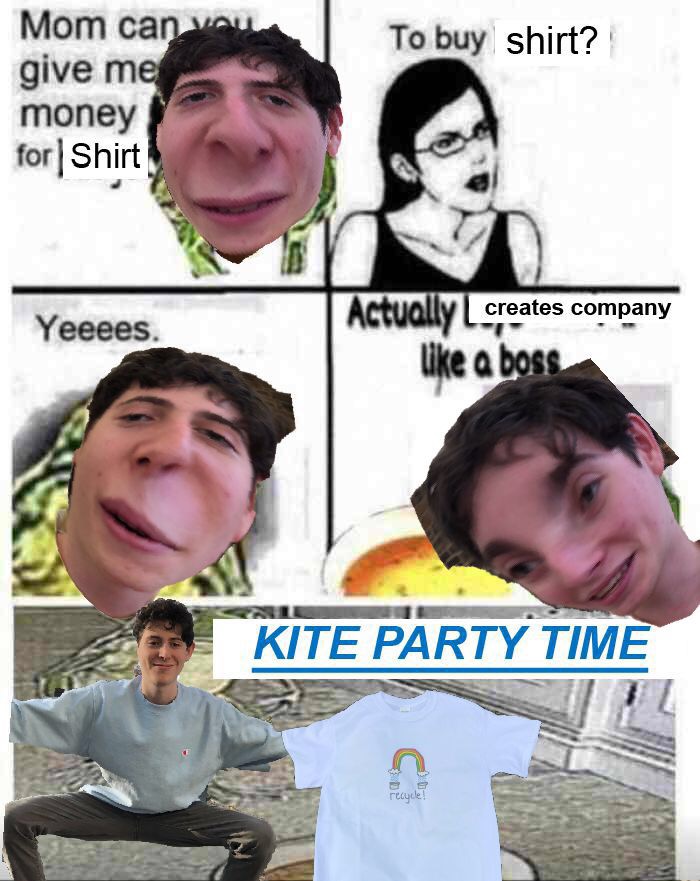 Mom can you
give me
money
for Shirt
To buy shirt?
Yeeees.
Actually creates company
like a boss
KITE PARTY TIME
recycle!